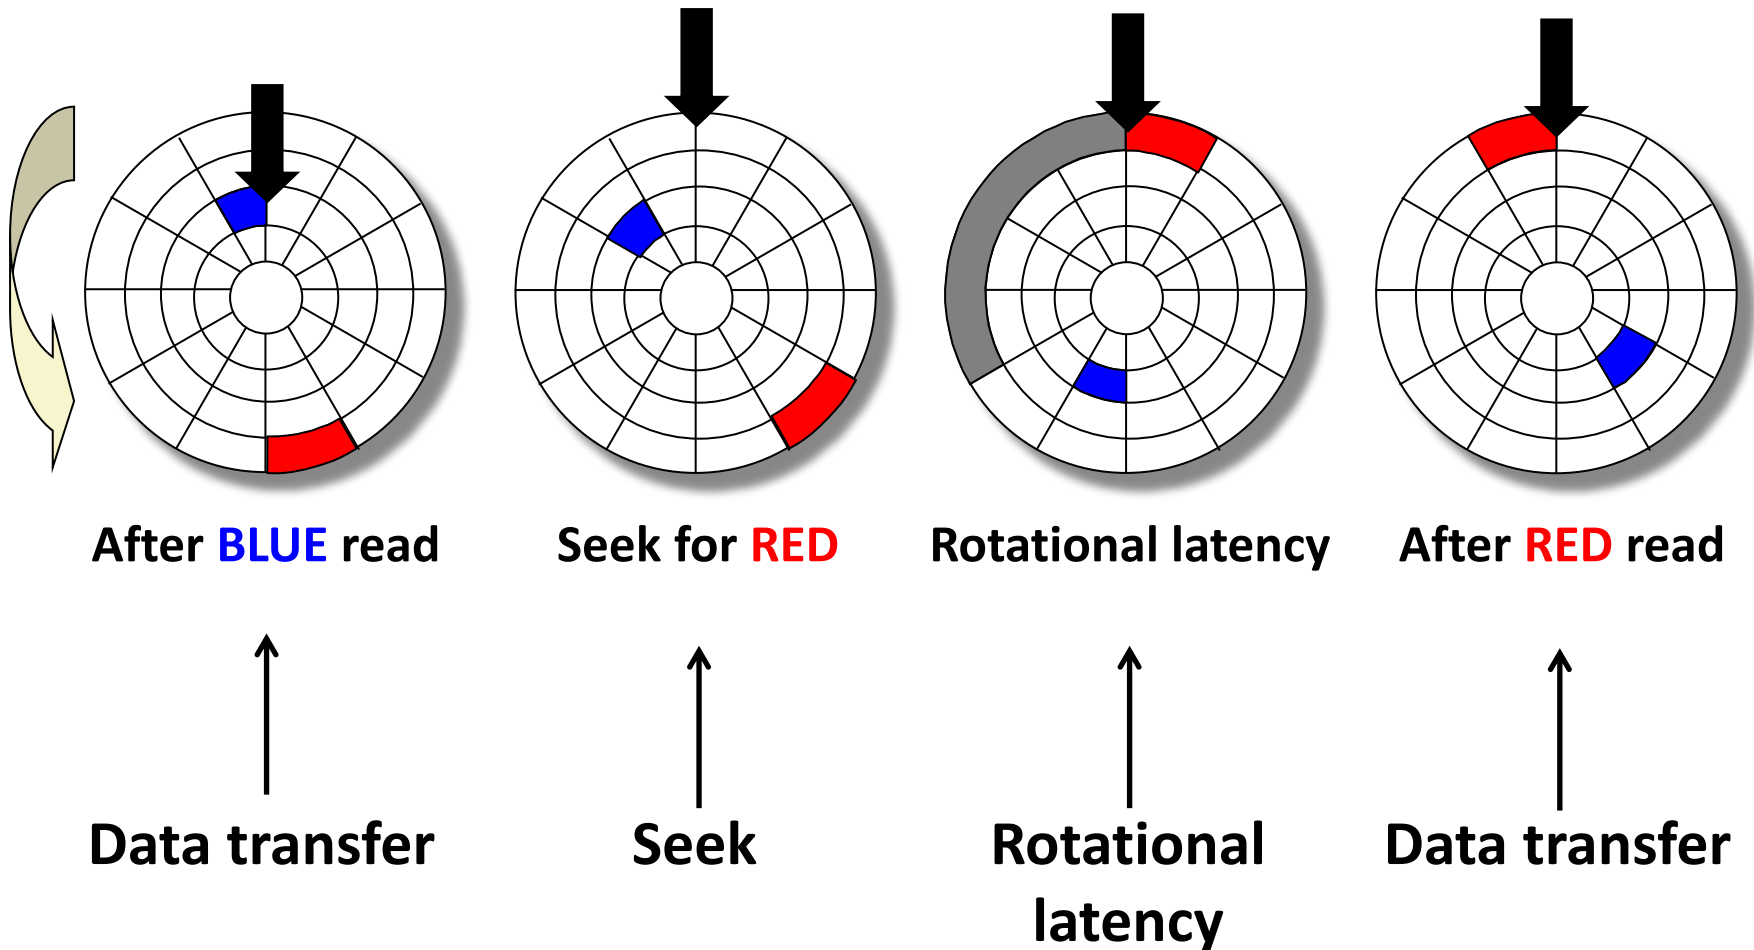 After BLUE read
Seek for RED
Rotational latency
After RED read
Data transfer
Seek
Rotational
latency
Data transfer